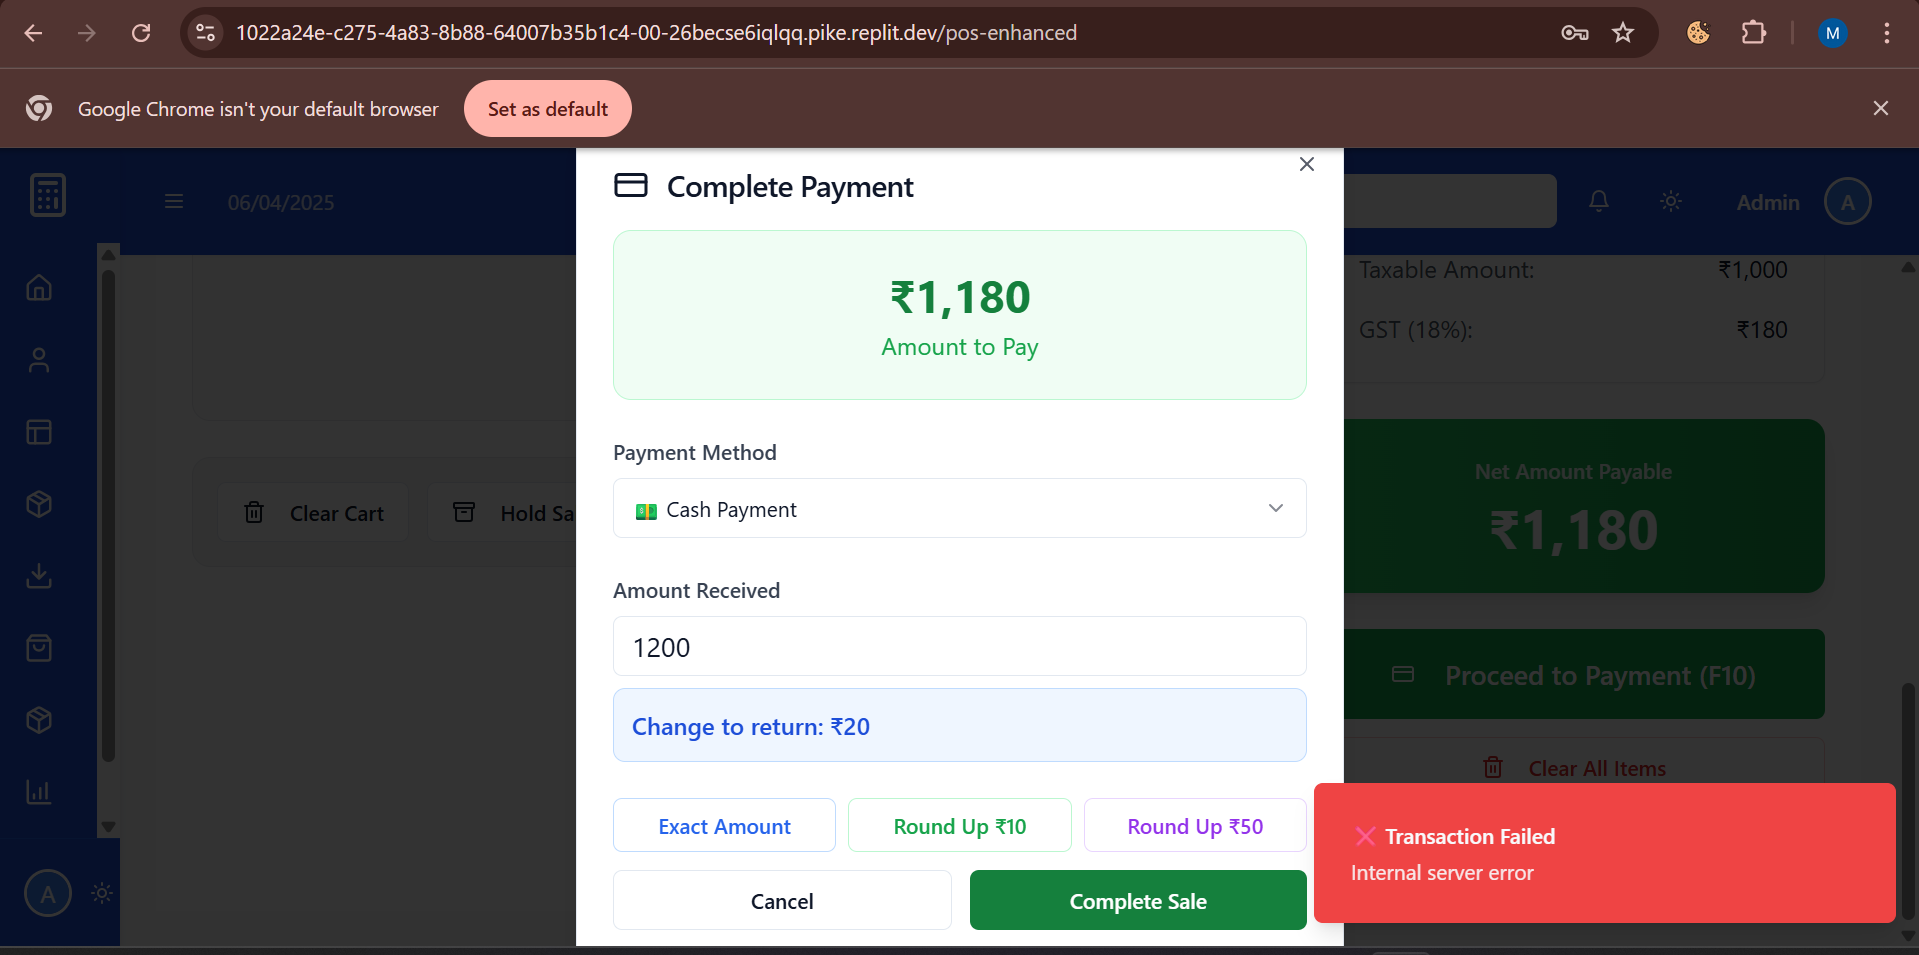 1022a24e-c275-4a83-8b88-64007b35b1c4-00-26becse6iqlqq.pike.replit.dev/pos-enhanced
M
Google Chrome isn't your default browser
Set as default
06/04/2025
Admin
A
Complete Payment
₹1,180
Amount to Pay
Payment Method
💵 Cash Payment
Amount Received
1200
Change to return: ₹20
Exact Amount
Round Up ₹10
Round Up ₹50
Cancel
Complete Sale
Clear Cart
Hold Sa
Taxable Amount:
₹1,000
GST (18%):
₹180
Net Amount Payable
₹1,180
Proceed to Payment (F10)
Clear All Items
❌ Transaction Failed
Internal server error
A